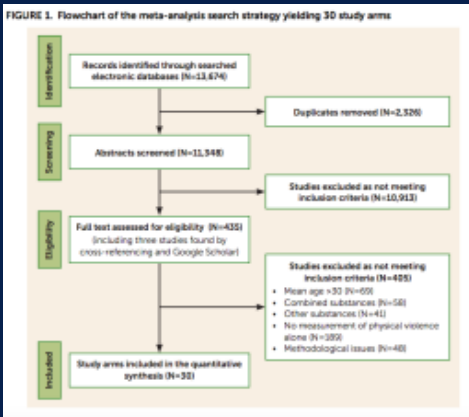 FIGURE 1. Flowchart of the meta-analysis search strategy yielding 30 study arms
Identification
Records identified through searched
electronic databases (N=13,674)
Duplicates removed (N=2,326)
Screening
Abstracts screened (N=11,348)
Studies excluded as not meeting
inclusion criteria (N=10,913)
Eligibility
Full text assessed for eligibility (N=435)
(including three studies found by
cross-referencing and Google Scholar)
Studies excluded as not meeting
inclusion criteria (N=405)
• Mean age >30 (N=69)
• Combined substances (N=58)
• Other substances (N=41)
• No measurement of physical violence
alone (N=189)
• Methodological issues (N=48)
Included
Study arms included in the quantitative
synthesis (N=30)